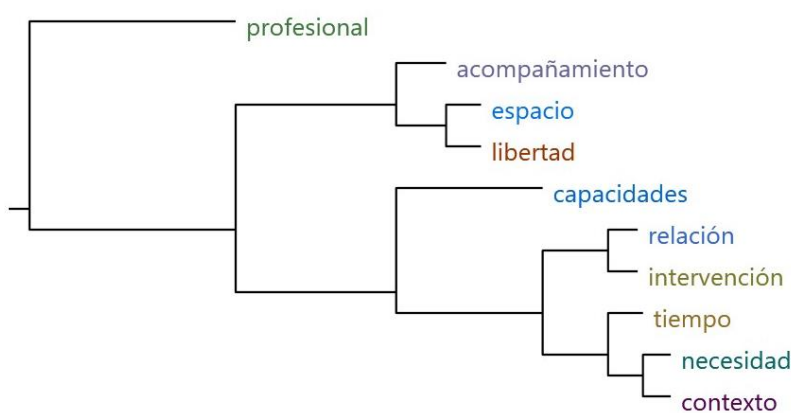 profesional
acompañamiento
espacio
libertad
capacidades
relación
intervención
tiempo
necesidad
contexto